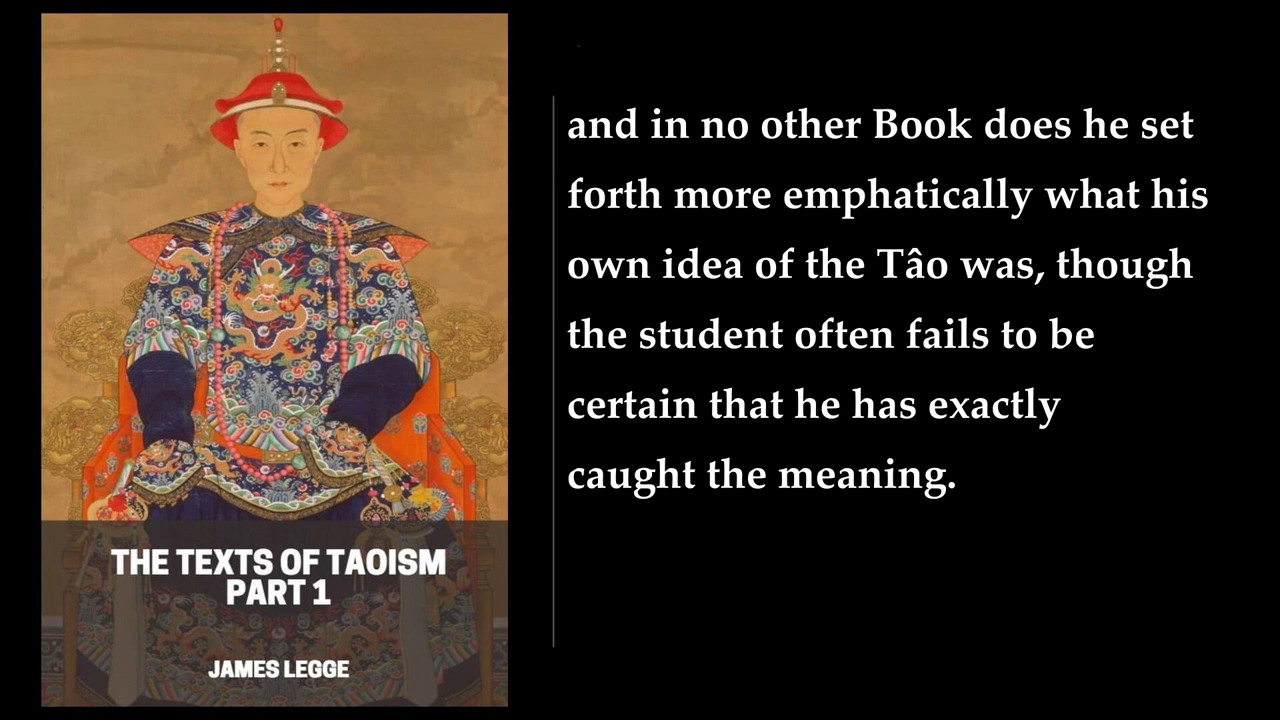 THE TEXTS OF TAOISM
PART 1
JAMES LEGGE
and in no other Book does he set
forth more emphatically what his
own idea of the Tâo was, though
the student often fails to be
certain that he has exactly
caught the meaning.